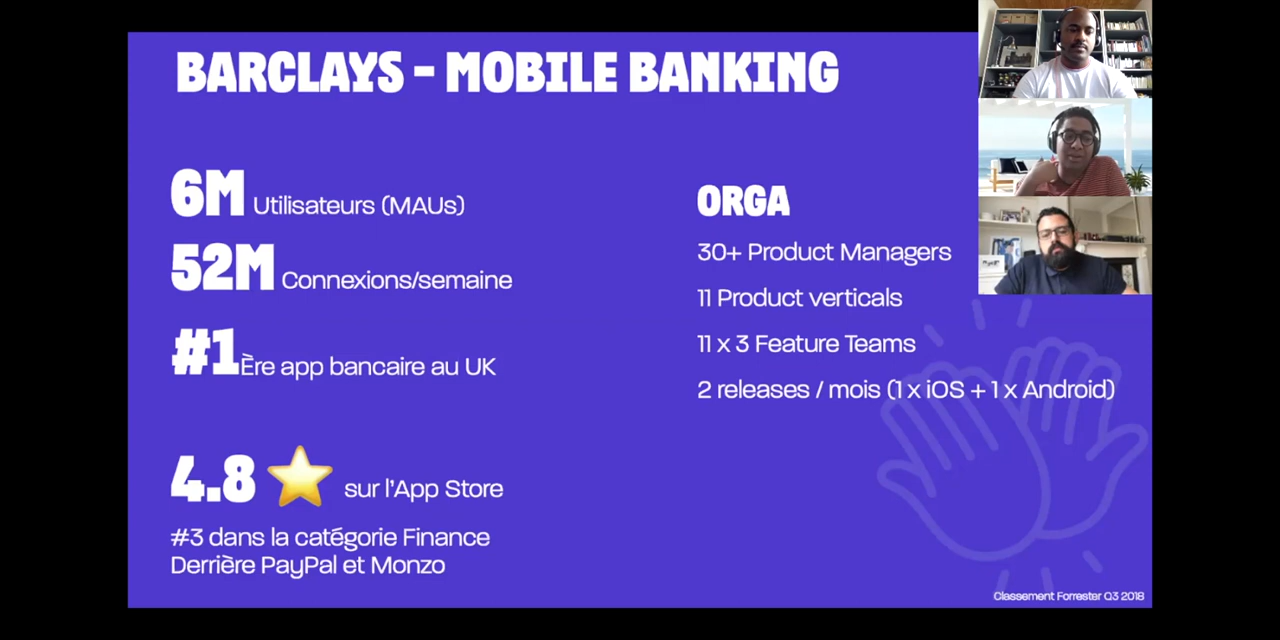 BARCLAYS - MOBILE BANKING
6M Utilisateurs (MAUs)
52M Connexions/semaine
#1Ère app bancaire au UK
4.8 ⭐ sur l'App Store
#3 dans la catégorie Finance
Derrière PayPal et Monzo
ORGA
30+ Product Managers
11 Product verticals
11 x 3 Feature Teams
2 releases / mois (1 x iOS + 1 x Android)
Classement Forrester Q3 2018